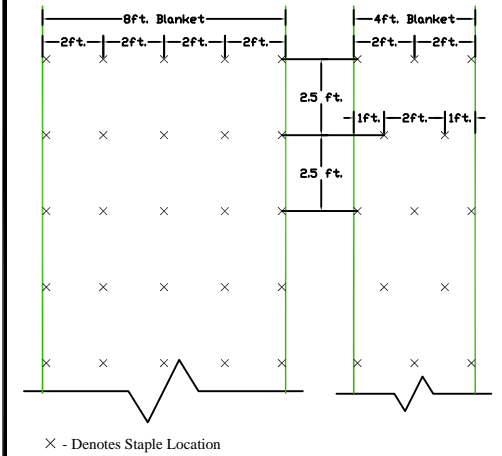 8ft. Blanket 4ft. Blanket
2ft. 2ft. 2ft. 2ft. 2ft. 2ft.
2.5 ft.
1ft. 2ft. 1ft.
2.5 ft.
× - Denotes Staple Location